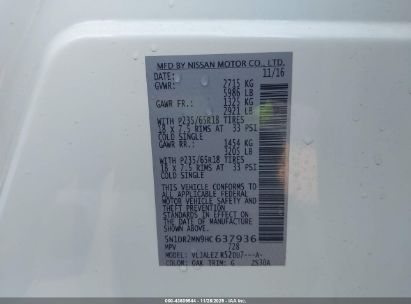 MFD BY NISSAN MOTOR CO., LTD.
DATE: 11/16
GVWR: 2715 KG
5986 LB
GAWR FR.: 1325 KG
2921 LB
WITH P235/65R18 TIRES
18 X 7.5 RIMS AT 33 PSI
COLD SINGLE
GAWR RR.: 1454 KG
3205 LB
WITH P235/65R18 TIRES
18 X 7.5 RIMS AT 33 PSI
COLD SINGLE
THIS VEHICLE CONFORMS TO
ALL APPLICABLE FEDERAL
MOTOR VEHICLE SAFETY
AND THEFT PREVENTION
STANDARDS IN EFFECT ON
THE DATE OF MANUFACTURE
SHOWN ABOVE.
5N1DR2MN9HC637936
MPV 728
MODEL:
COLOR: QAK TRIM: G